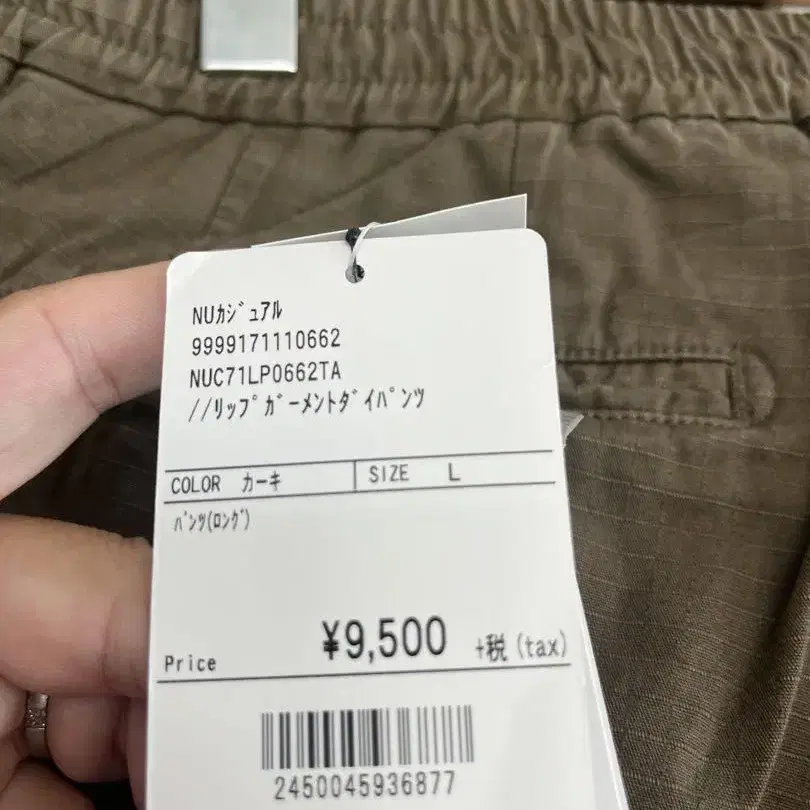 NUｶｼﾞｭｱﾙ
9999171110662
NUC71LP0662TA
//ﾘｯﾌﾟｶﾞｰﾒﾝﾄﾀﾞｲﾊﾟﾝﾂ
COLOR カーキ SIZE L
ﾊﾟﾝﾂ(ﾛﾝｸﾞ)
Price ¥9,500 +税(tax)
2450045936877